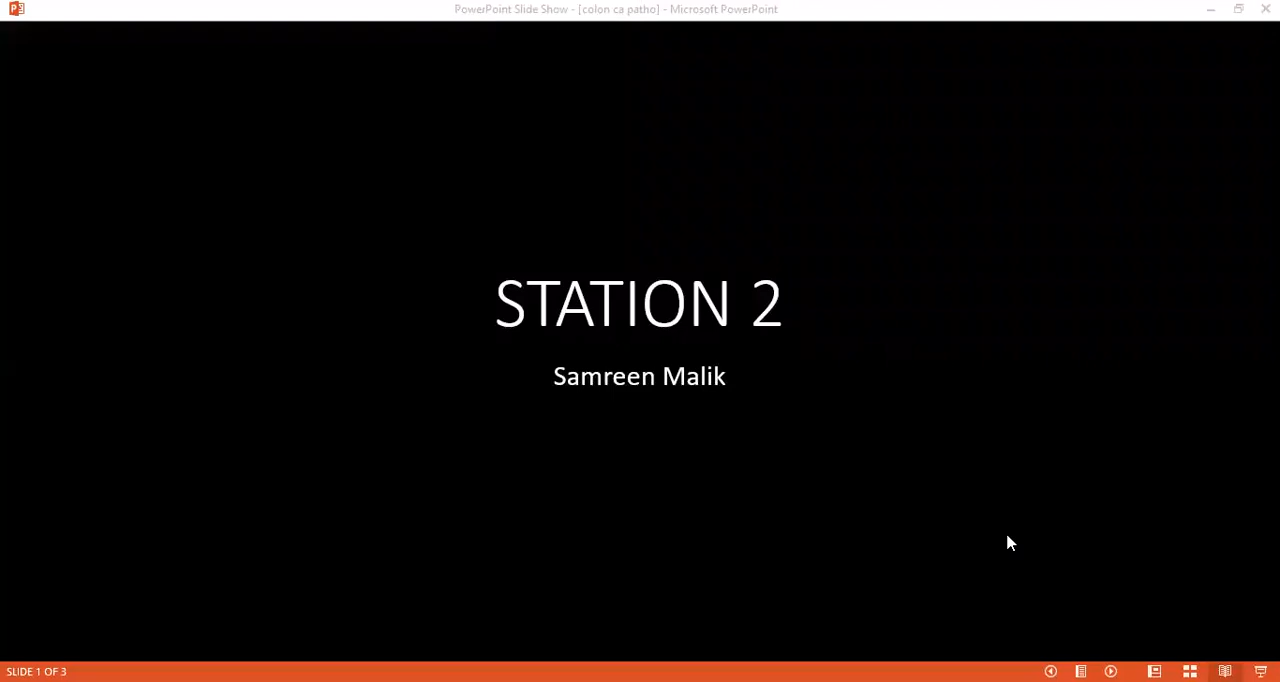 PowerPoint Slide Show - [colon ca patho] - Microsoft PowerPoint
STATION 2
Samreen Malik
SLIDE 1 OF 3